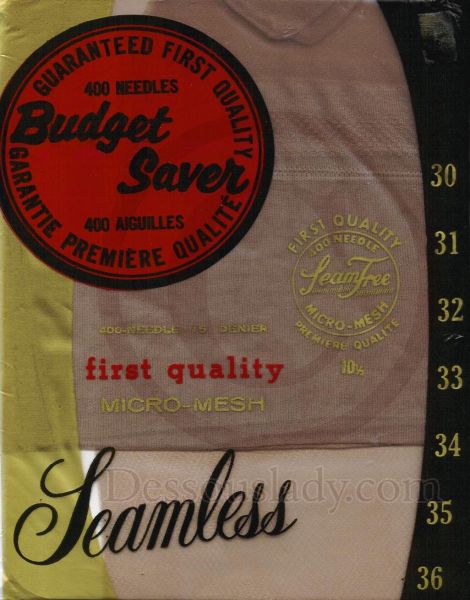 GUARANTEED FIRST QUALITY
400 NEEDLES
Budget
Saver
400 AIGUILLES
GARANTIE PREMIÈRE QUALITÉ
30
31
32
33
34
35
36
FIRST QUALITY
400 NEEDLE
SeamFree
MICRO-MESH
PREMIÈRE QUALITÉ
10½
400-NEEDLE 15 DENIER
first quality
MICRO-MESH
Seamless
Dessouslady.com